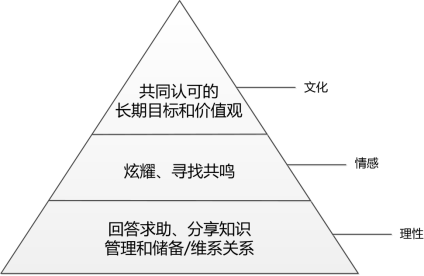 共同认可的
长期目标和价值观
文化
炫耀、寻找共鸣
情感
回答求助、分享知识
管理和储备/维系关系
理性